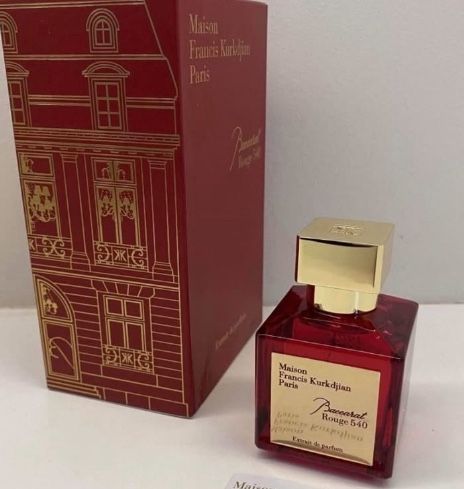 Maison
Francis Kurkdjian
Paris
Baccarat
Rouge 540
Extrait de parfum
Maison
Francis Kurkdjian
Paris
Baccarat
Rouge 540
Extrait de parfum